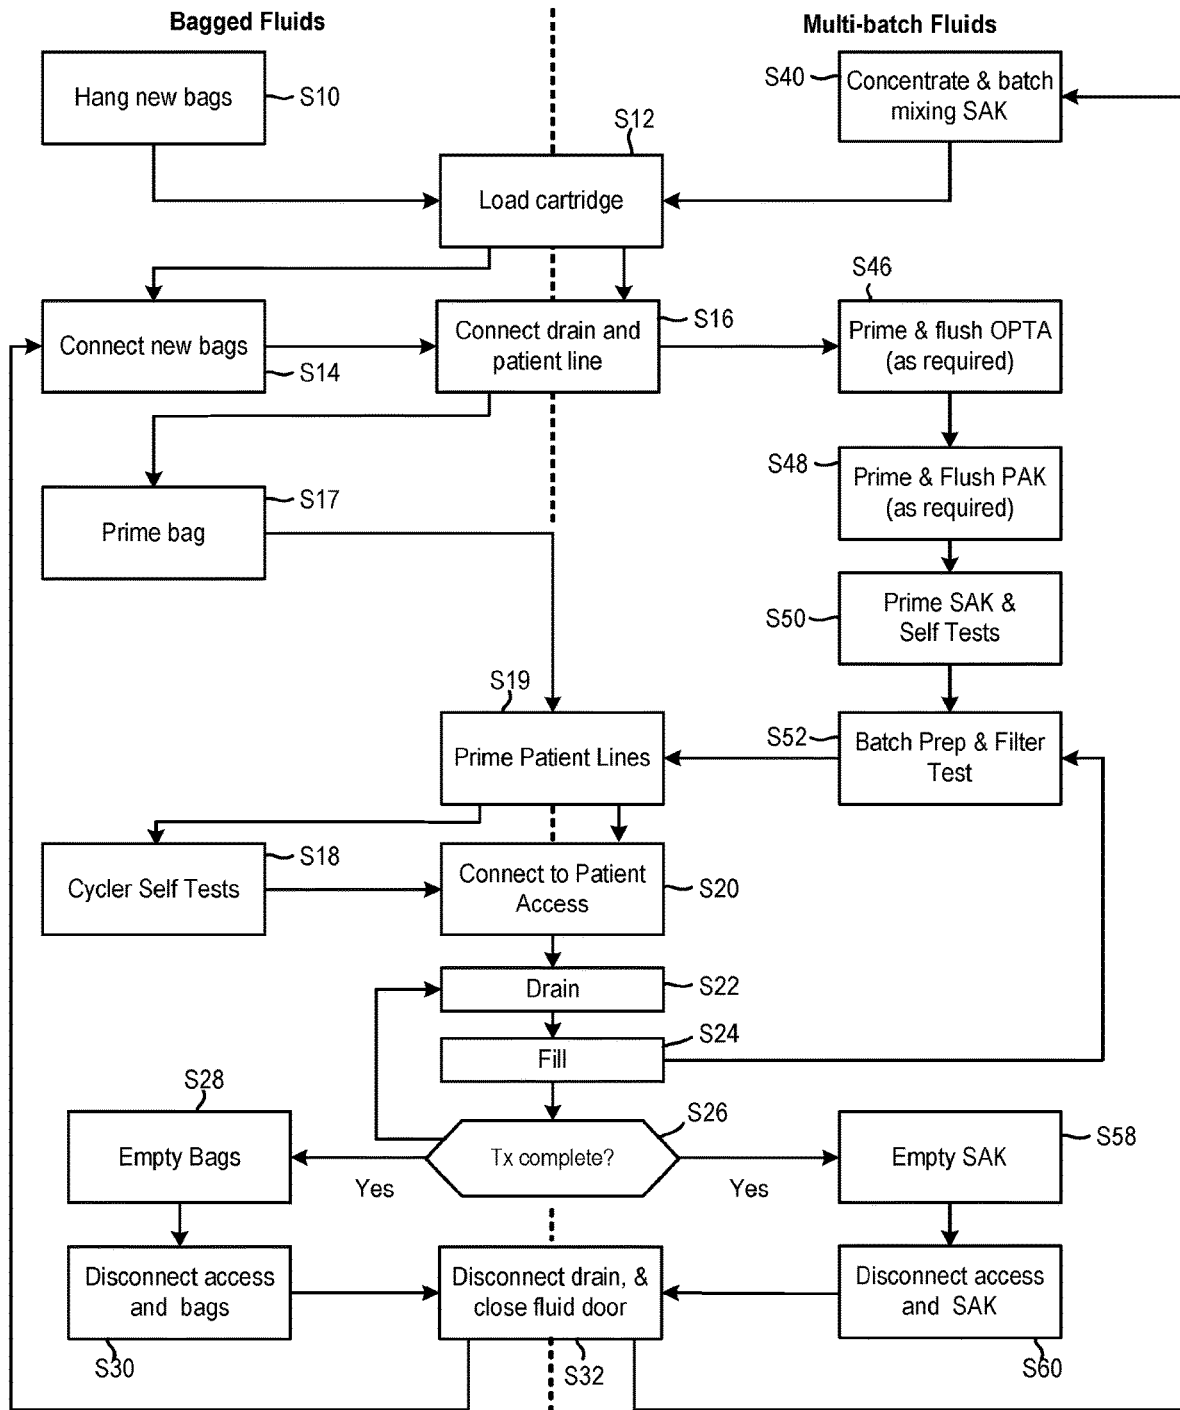 Bagged Fluids
Multi-batch Fluids
Hang new bags
S10
S40
Concentrate & batch
mixing SAK
S12
Load cartridge
Connect new bags
S14
Connect drain and
patient line
S16
S46
Prime & flush OPTA
(as required)
S17
Prime bag
S48
Prime & Flush PAK
(as required)
S50
Prime SAK &
Self Tests
S19
Prime Patient Lines
S52
Batch Prep & Filter
Test
S18
Cycler Self Tests
Connect to Patient
Access
S20
Drain
S22
Fill
S24
S28
Empty Bags
Yes
Tx complete?
S26
Yes
Empty SAK
S58
Disconnect access
and bags
S30
Disconnect drain, &
close fluid door
S32
Disconnect access
and SAK
S60